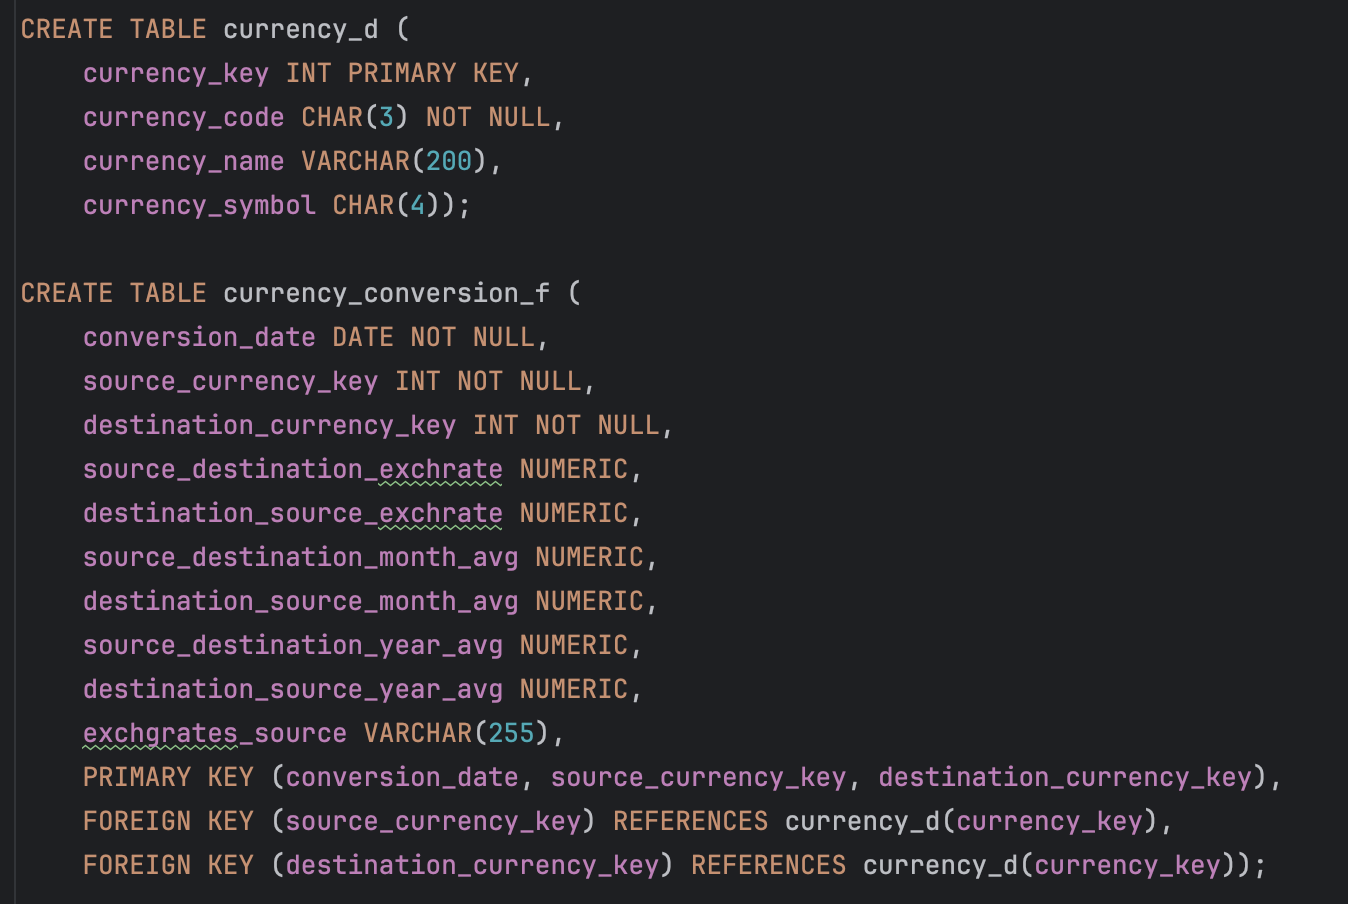 CREATE TABLE currency_d (
    currency_key INT PRIMARY KEY,
    currency_code CHAR(3) NOT NULL,
    currency_name VARCHAR(200),
    currency_symbol CHAR(4));

CREATE TABLE currency_conversion_f (
    conversion_date DATE NOT NULL,
    source_currency_key INT NOT NULL,
    destination_currency_key INT NOT NULL,
    source_destination_exchrate NUMERIC,
    destination_source_exchrate NUMERIC,
    source_destination_month_avg NUMERIC,
    destination_source_month_avg NUMERIC,
    source_destination_year_avg NUMERIC,
    destination_source_year_avg NUMERIC,
    exchgrates_source VARCHAR(255),
    PRIMARY KEY (conversion_date, source_currency_key, destination_currency_key),
    FOREIGN KEY (source_currency_key) REFERENCES currency_d(currency_key),
    FOREIGN KEY (destination_currency_key) REFERENCES currency_d(currency_key));